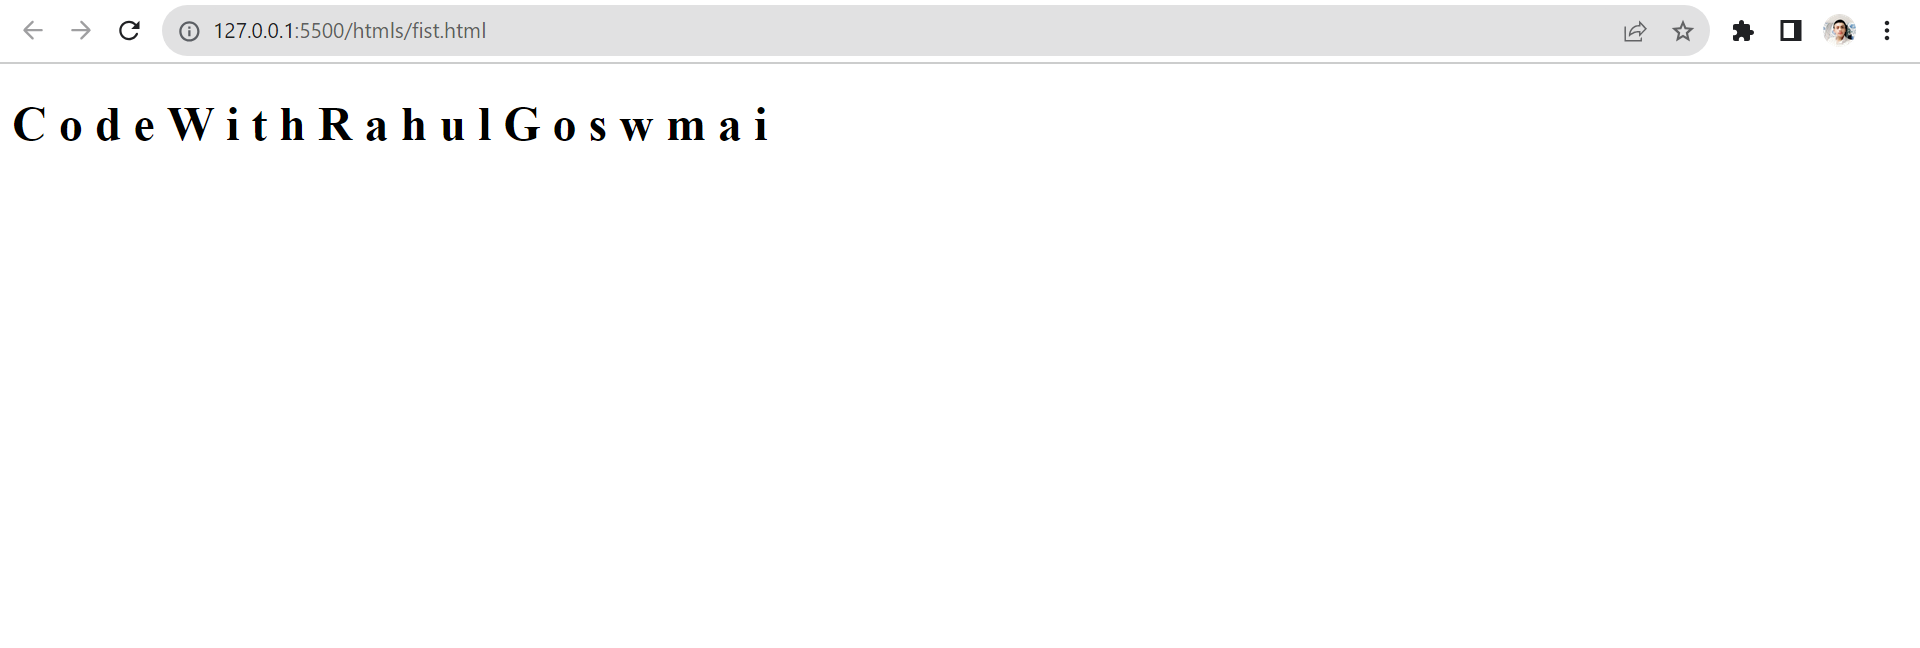 127.0.0.1:5500/htmls/fist.html
C o d e W i t h R a h u l G o s w m a i